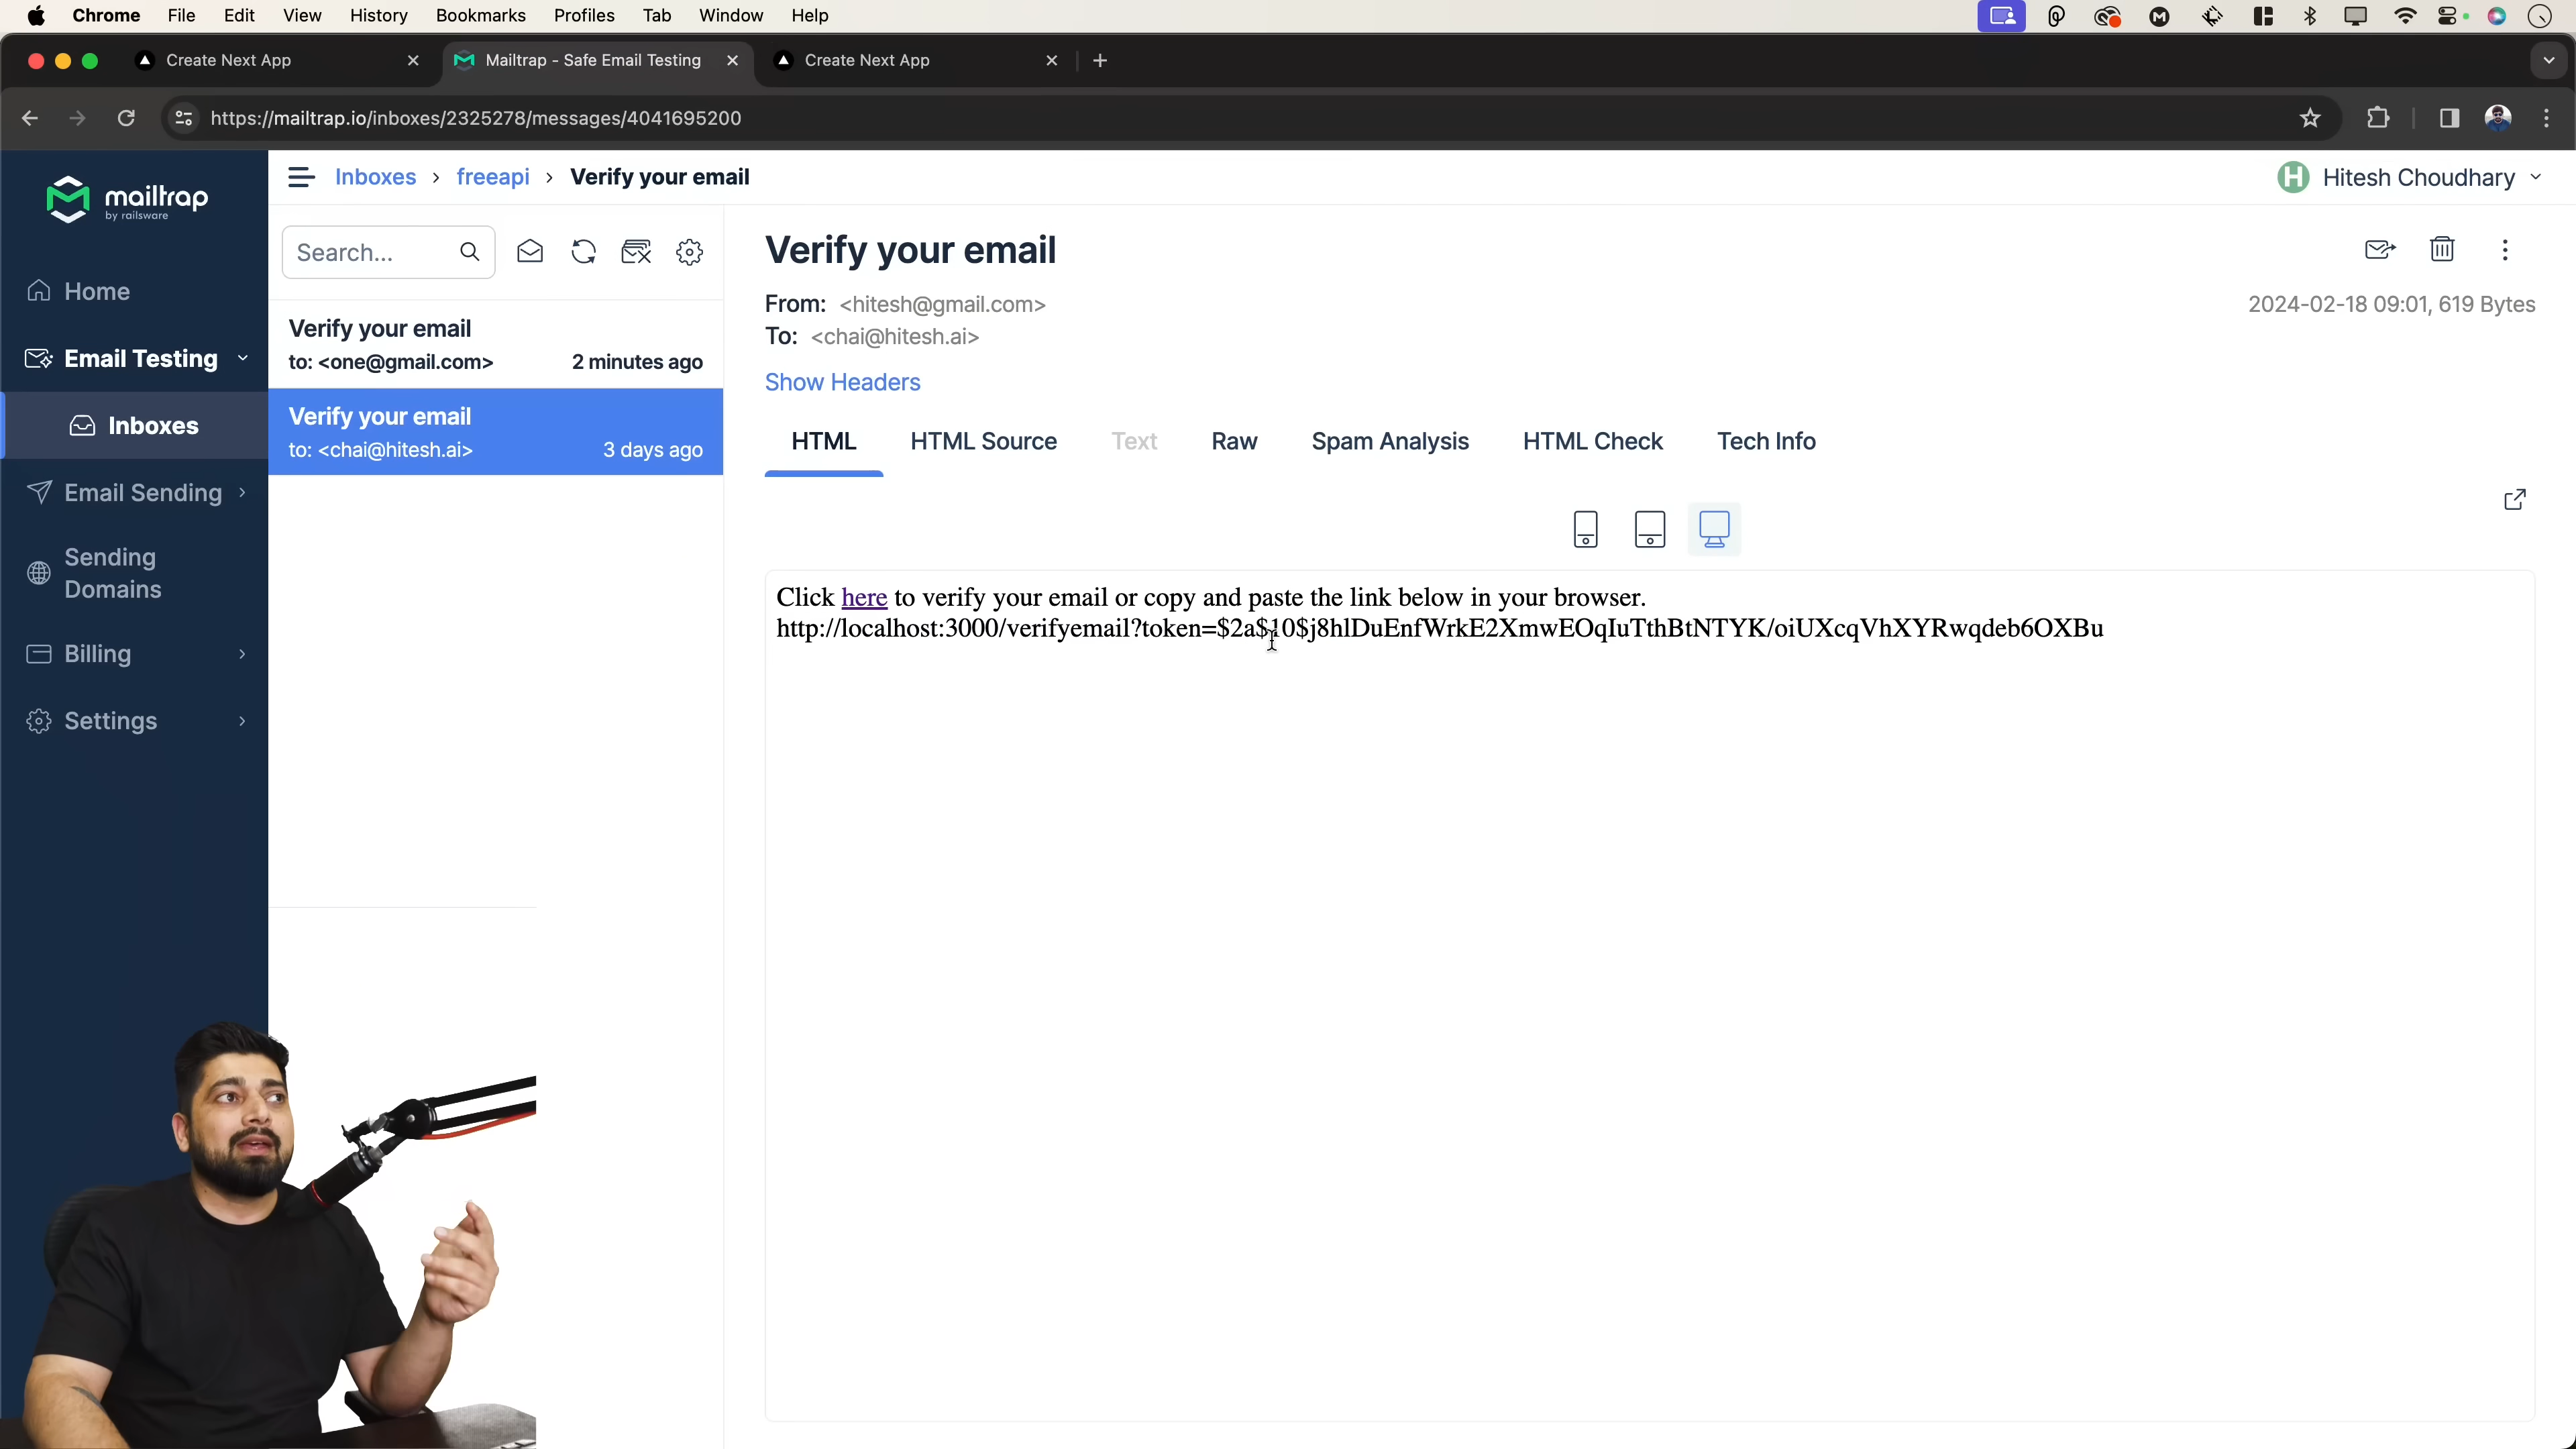 Chrome File Edit View History Bookmarks Profiles Tab Window Help
Create Next App
Mailtrap - Safe Email Testing
Create Next App
https://mailtrap.io/inboxes/2325278/messages/4041695200
mailtrap
by railsware
Home
Email Testing
Inboxes
Email Sending
Sending
Domains
Billing
Settings
Inboxes > freeapi > Verify your email
H Hitesh Choudhary
Search...
Verify your email
to: <one@gmail.com> 2 minutes ago
Verify your email
to: <chai@hitesh.ai> 3 days ago
Verify your email
From: <hitesh@gmail.com>
2024-02-18 09:01, 619 Bytes
To: <chai@hitesh.ai>
Show Headers
HTML HTML Source Text Raw Spam Analysis HTML Check Tech Info
Click here to verify your email or copy and paste the link below in your browser.
http://localhost:3000/verifyemail?token=$2a$10$j8hlDuEnfWrkE2XmwEOqIuTthBtNTYK/oiUXcqVhXYRwqdeb6OXBu